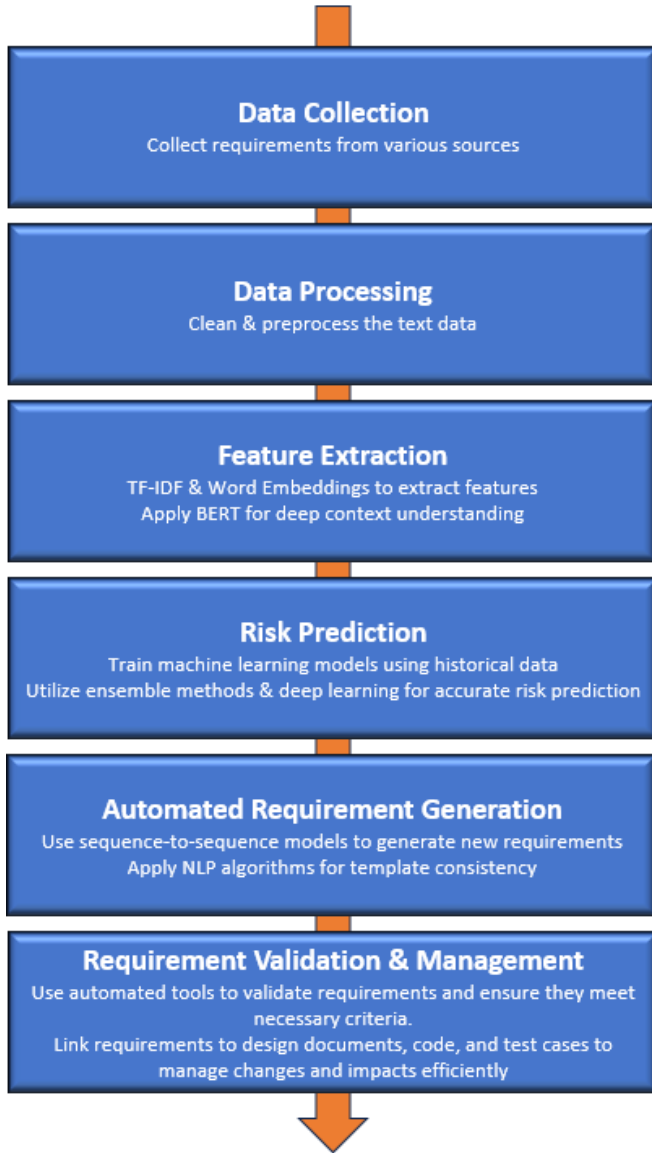 Data Collection
Collect requirements from various sources
Data Processing
Clean & preprocess the text data
Feature Extraction
TF-IDF & Word Embeddings to extract features
Apply BERT for deep context understanding
Risk Prediction
Train machine learning models using historical data
Utilize ensemble methods & deep learning for accurate risk prediction
Automated Requirement Generation
Use sequence-to-sequence models to generate new requirements
Apply NLP algorithms for template consistency
Requirement Validation & Management
Use automated tools to validate requirements and ensure they meet
necessary criteria.
Link requirements to design documents, code, and test cases to
manage changes and impacts efficiently